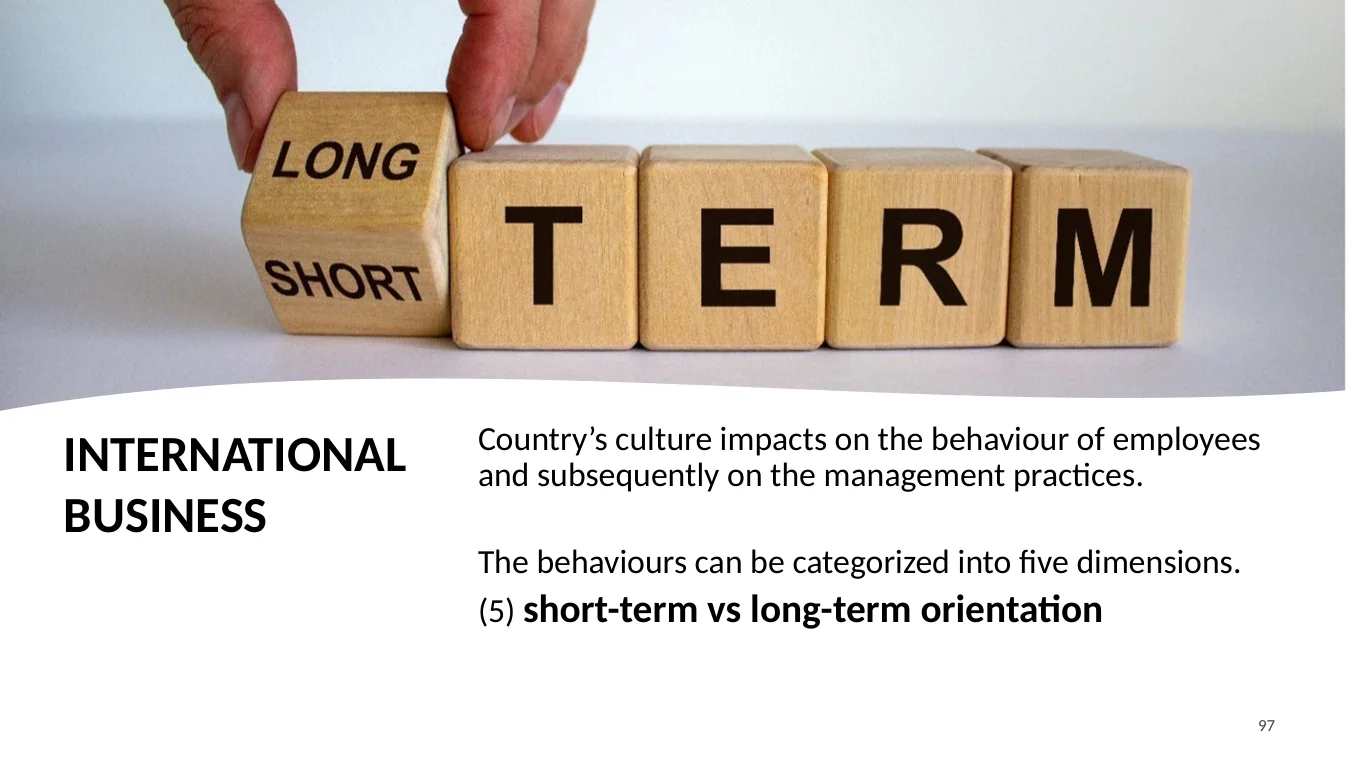 LONG
SHORT
TERM
INTERNATIONAL
BUSINESS
Country’s culture impacts on the behaviour of employees
and subsequently on the management practices.
The behaviours can be categorized into five dimensions.
(5) short-term vs long-term orientation
97